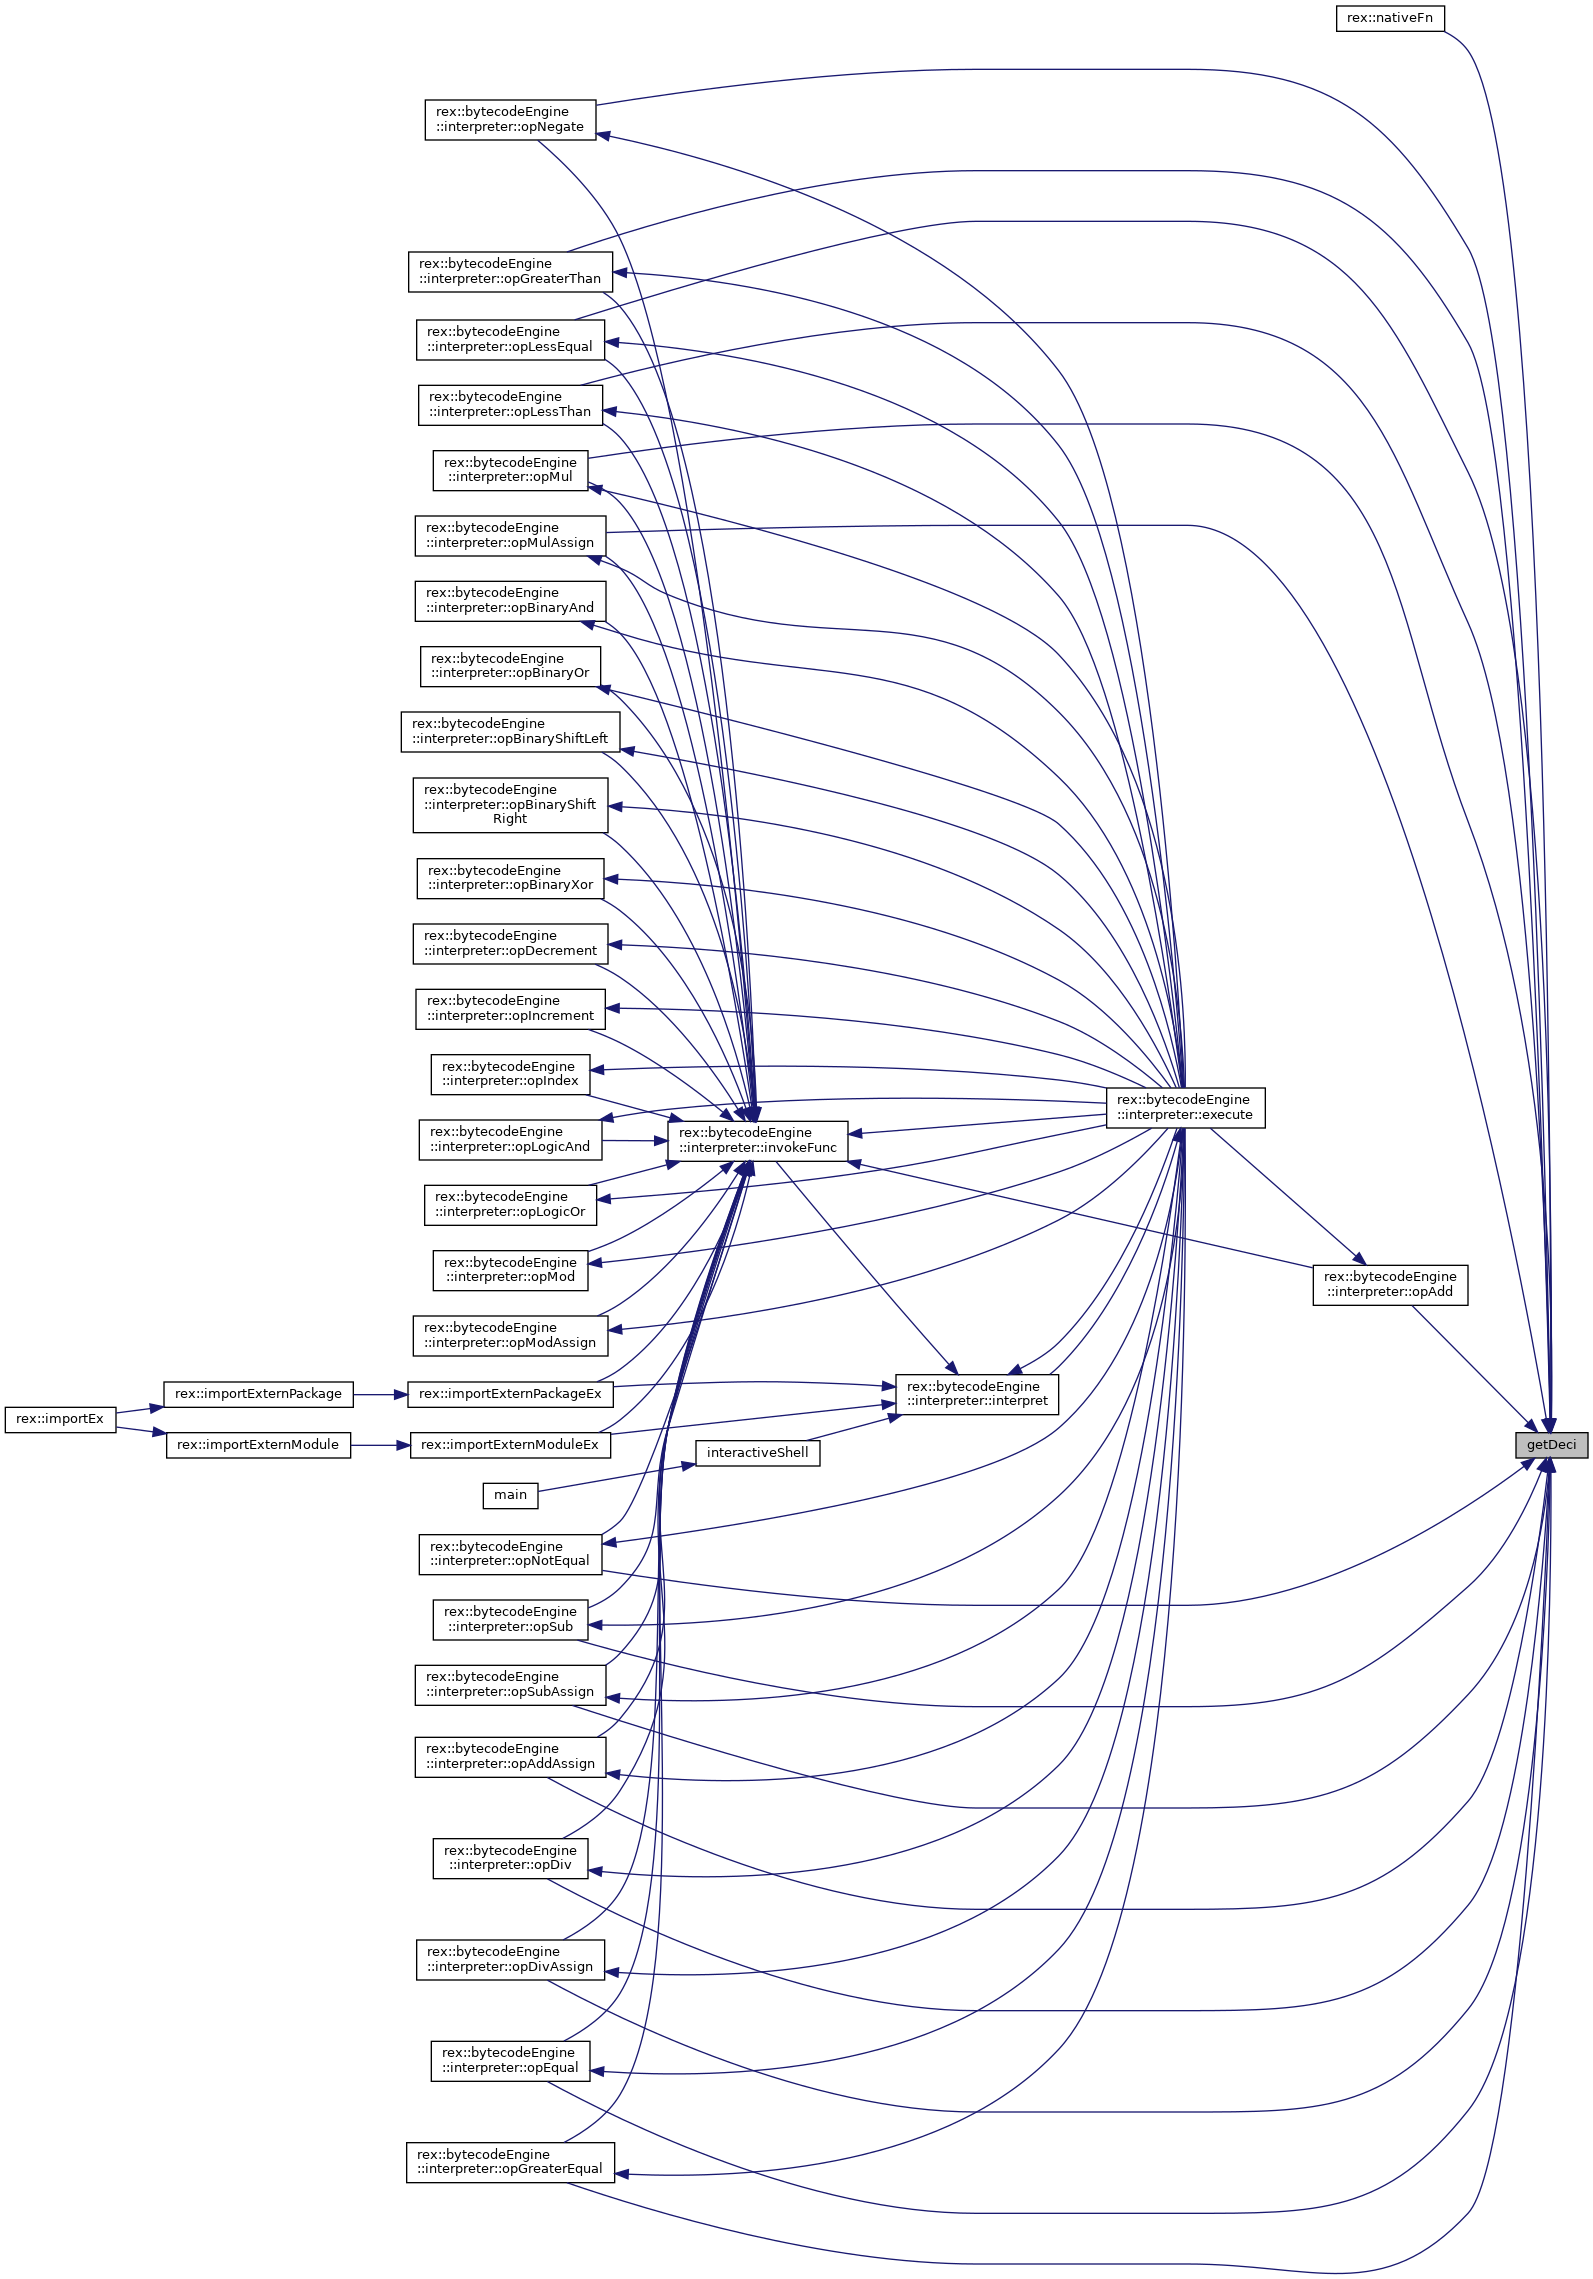 rex::nativeFn
rex::bytecodeEngine
::interpreter::opNegate
rex::bytecodeEngine
::interpreter::opGreaterThan
rex::bytecodeEngine
::interpreter::opLessEqual
rex::bytecodeEngine
::interpreter::opLessThan
rex::bytecodeEngine
::interpreter::opMul
rex::bytecodeEngine
::interpreter::opMulAssign
rex::bytecodeEngine
::interpreter::opBinaryAnd
rex::bytecodeEngine
::interpreter::opBinaryOr
rex::bytecodeEngine
::interpreter::opBinaryShiftLeft
rex::bytecodeEngine
::interpreter::opBinaryShift
Right
rex::bytecodeEngine
::interpreter::opBinaryXor
rex::bytecodeEngine
::interpreter::opDecrement
rex::bytecodeEngine
::interpreter::opIncrement
rex::bytecodeEngine
::interpreter::opIndex
rex::bytecodeEngine
::interpreter::execute
rex::bytecodeEngine
::interpreter::opLogicAnd
rex::bytecodeEngine
::interpreter::invokeFunc
rex::bytecodeEngine
::interpreter::opLogicOr
rex::bytecodeEngine
::interpreter::opMod
rex::bytecodeEngine
::interpreter::opAdd
rex::bytecodeEngine
::interpreter::opModAssign
rex::importExternPackage
rex::importExternPackageEx
rex::bytecodeEngine
::interpreter::interpret
rex::importEx
rex::importExternModule
rex::importExternModuleEx
interactiveShell
getDeci
main
rex::bytecodeEngine
::interpreter::opNotEqual
rex::bytecodeEngine
::interpreter::opSub
rex::bytecodeEngine
::interpreter::opSubAssign
rex::bytecodeEngine
::interpreter::opAddAssign
rex::bytecodeEngine
::interpreter::opDiv
rex::bytecodeEngine
::interpreter::opDivAssign
rex::bytecodeEngine
::interpreter::opEqual
rex::bytecodeEngine
::interpreter::opGreaterEqual